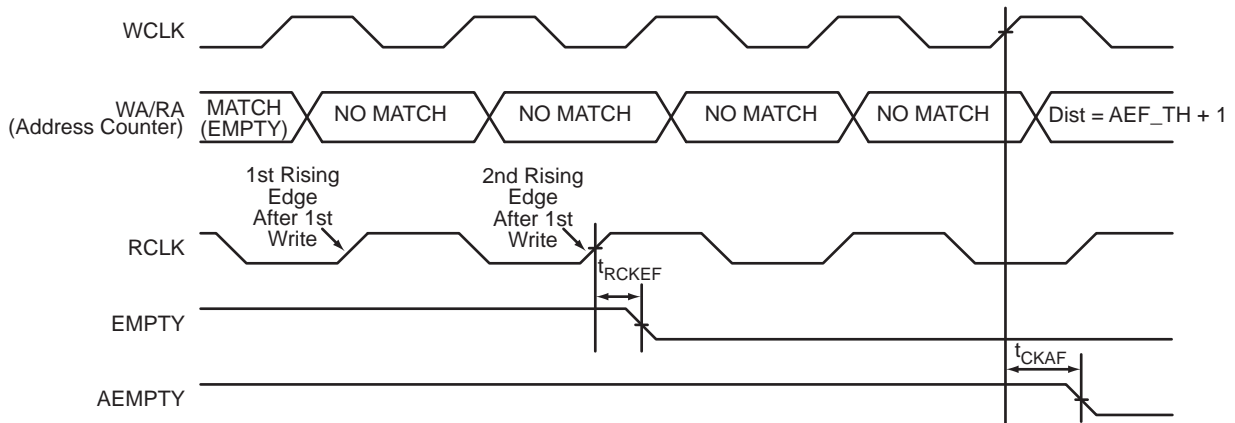 WCLK
WA/RA
(Address Counter)
MATCH
(EMPTY)
NO MATCH
NO MATCH
NO MATCH
NO MATCH
Dist = AEF_TH + 1
1st Rising
Edge
After 1st
Write
2nd Rising
Edge
After 1st
Write
RCLK
tRCKEF
EMPTY
tCKAF
AEMPTY